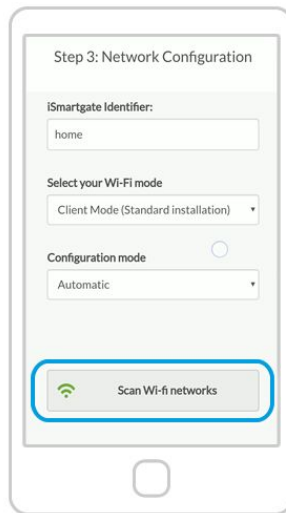 Step 3: Network Configuration
iSmartgate Identifier:
home
Select your Wi-Fi mode
Client Mode (Standard installation)
Configuration mode
Automatic
Scan Wi-fi networks